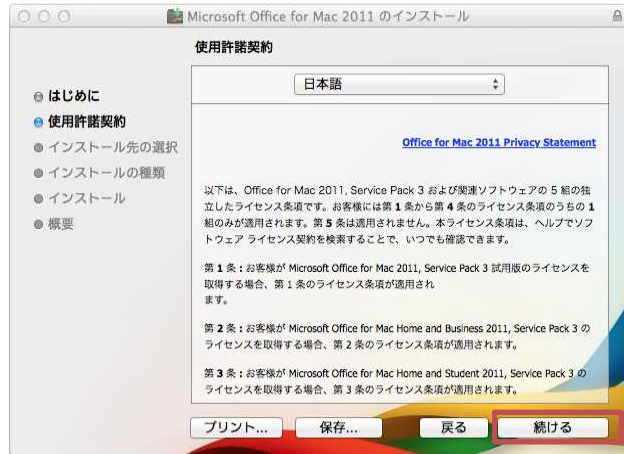 Microsoft Office for Mac 2011 のインストール
使用許諾契約
はじめに
使用許諾契約
インストール先の選択
インストールの種類
インストール
概要
日本語
Office for Mac 2011 Privacy Statement
以下は、Office for Mac 2011, Service Pack 3 および関連ソフトウェアの 5 組の独
立したライセンス条項です。お客様には第 1 条から第 4 条のライセンス条項のうちの 1
組のみが適用されます。第 5 条は適用されません。本ライセンス条項は、ヘルプでソフ
トウェア ライセンス契約を検索することで、いつでも確認できます。
第 1 条 : お客様が Microsoft Office for Mac 2011, Service Pack 3 試用版のライセンスを
取得する場合、第 1 条のライセンス条項が適用され
ます。
第 2 条 : お客様が Microsoft Office for Mac Home and Business 2011, Service Pack 3 の
ライセンスを取得する場合、第 2 条のライセンス条項が適用されます。
第 3 条 : お客様が Microsoft Office for Mac Home and Student 2011, Service Pack 3 の
ライセンスを取得する場合、第 3 条のライセンス条項が適用されます。
プリント... 保存... 戻る 続ける